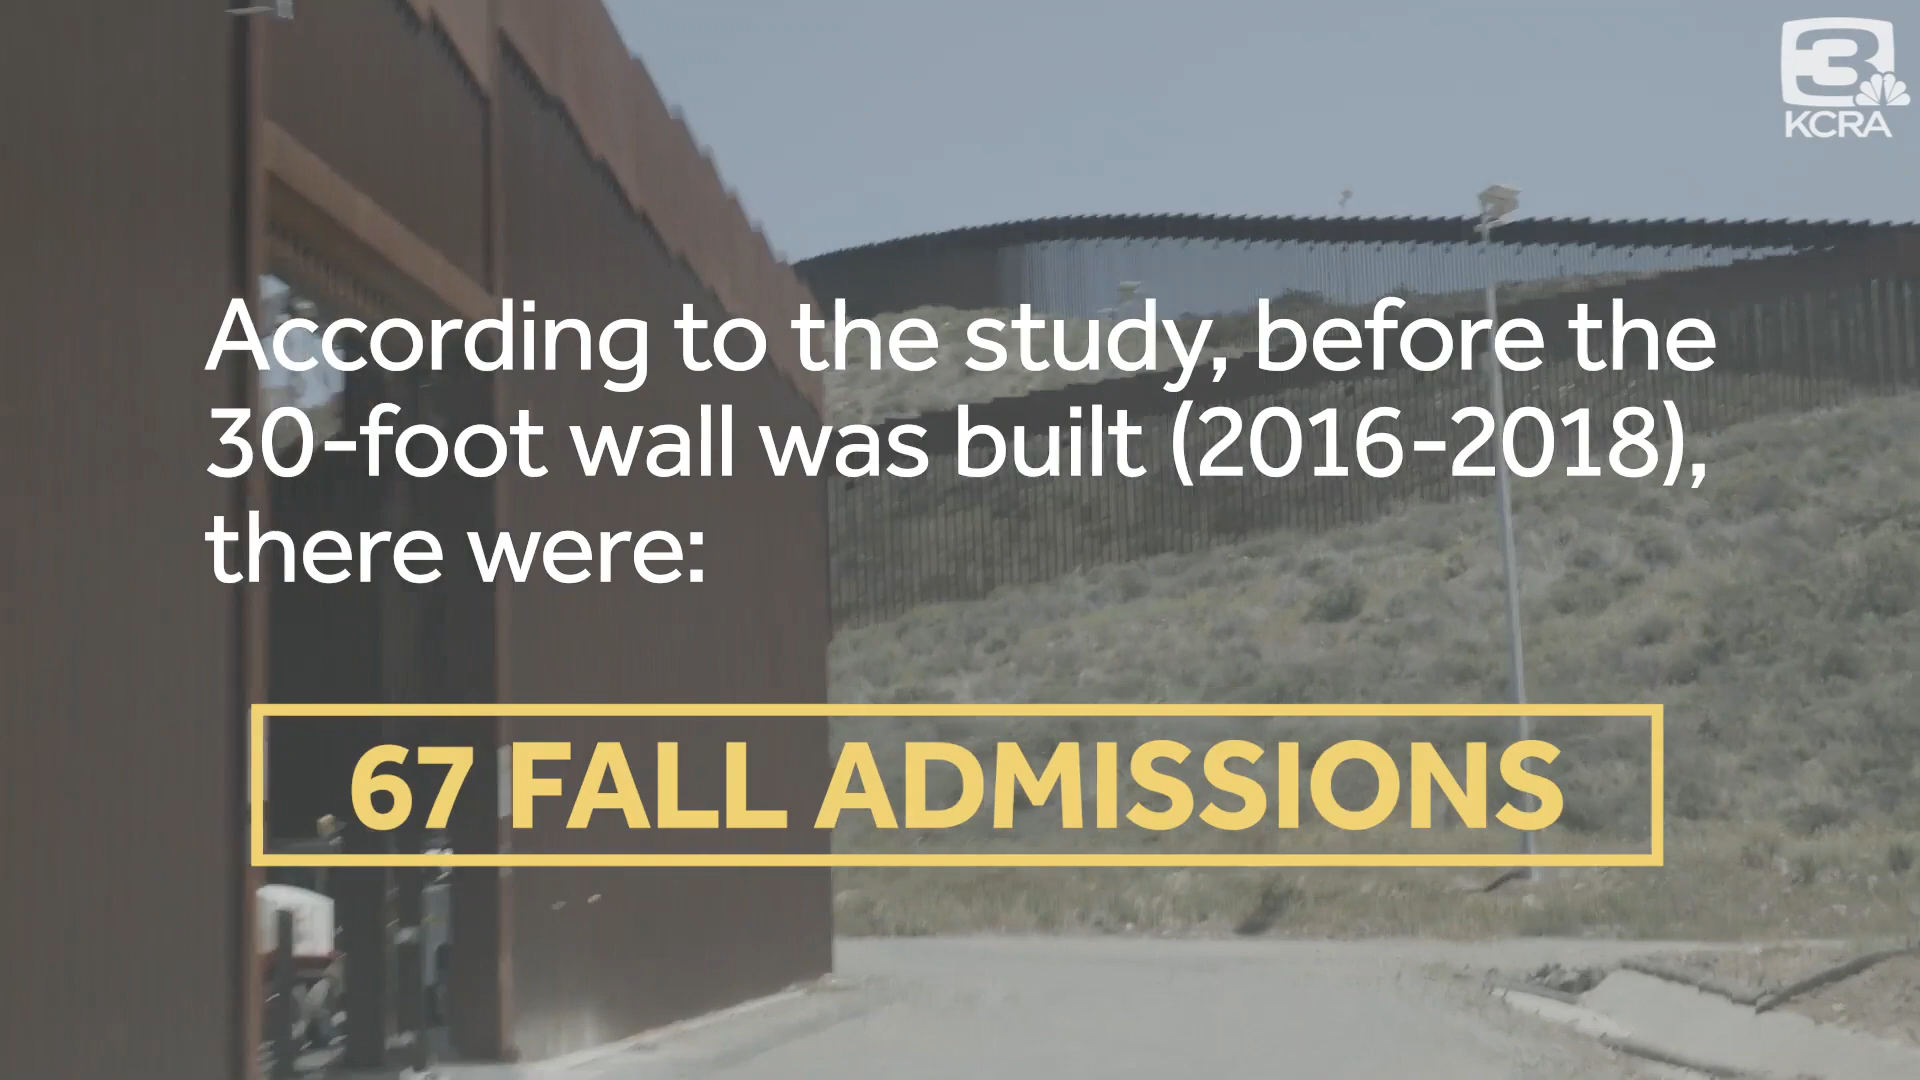 3
KCRA
According to the study, before the
30-foot wall was built (2016-2018),
there were:
67 FALL ADMISSIONS